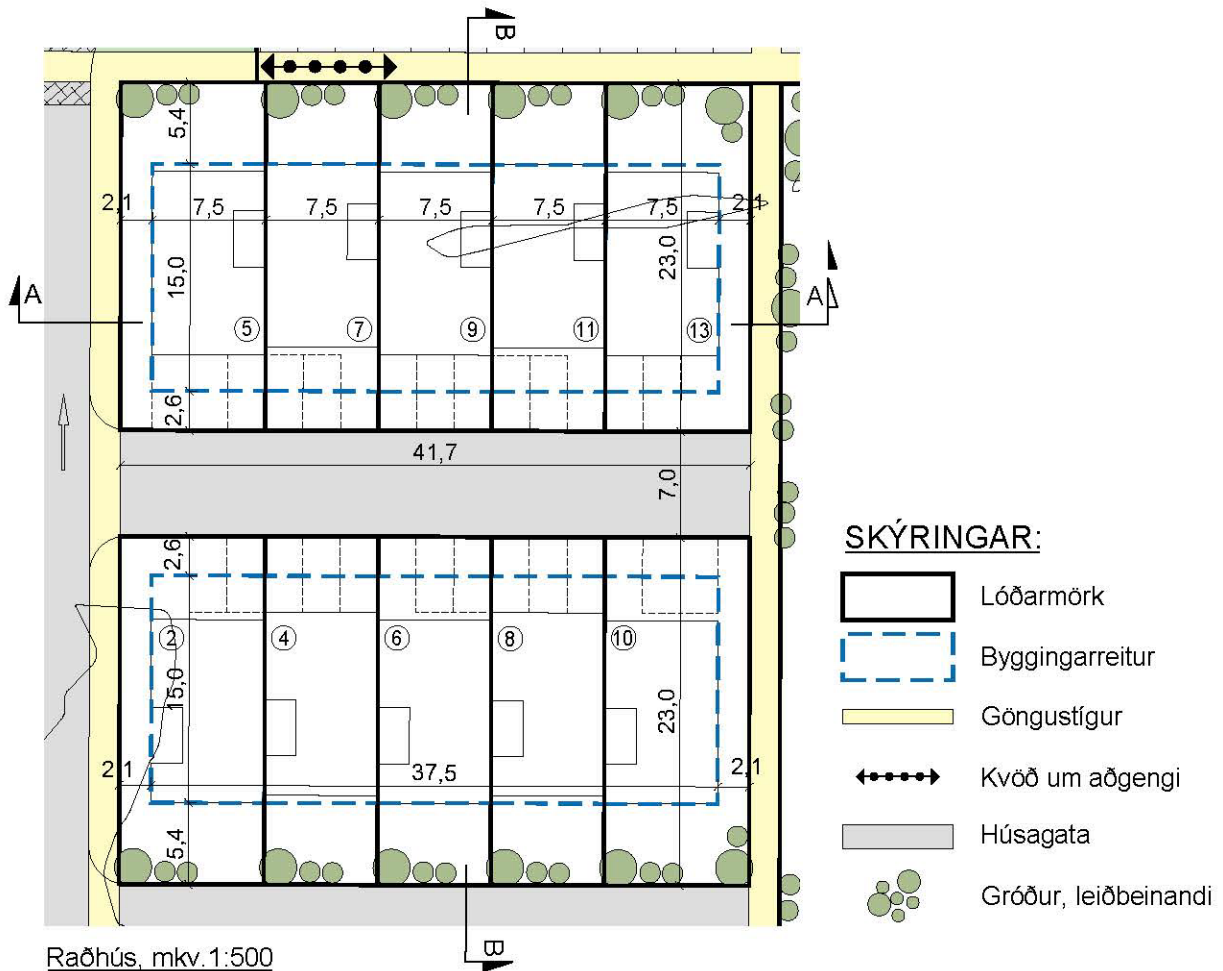 B
5,4
2,1
7,5
7,5
7,5
7,5
7,5
2,1
15,0
23,0
A
A
5
7
9
11
13
2,6
41,7
7,0
2,6
2
4
6
8
10
15,0
23,0
2,1
37,5
2,1
5,4
B
Raðhús, mkv.1:500
SKÝRINGAR:
Lóðarmörk
Byggingarreitur
Göngustígur
Kvöð um aðgengi
Húsagata
Gróður, leiðbeinandi